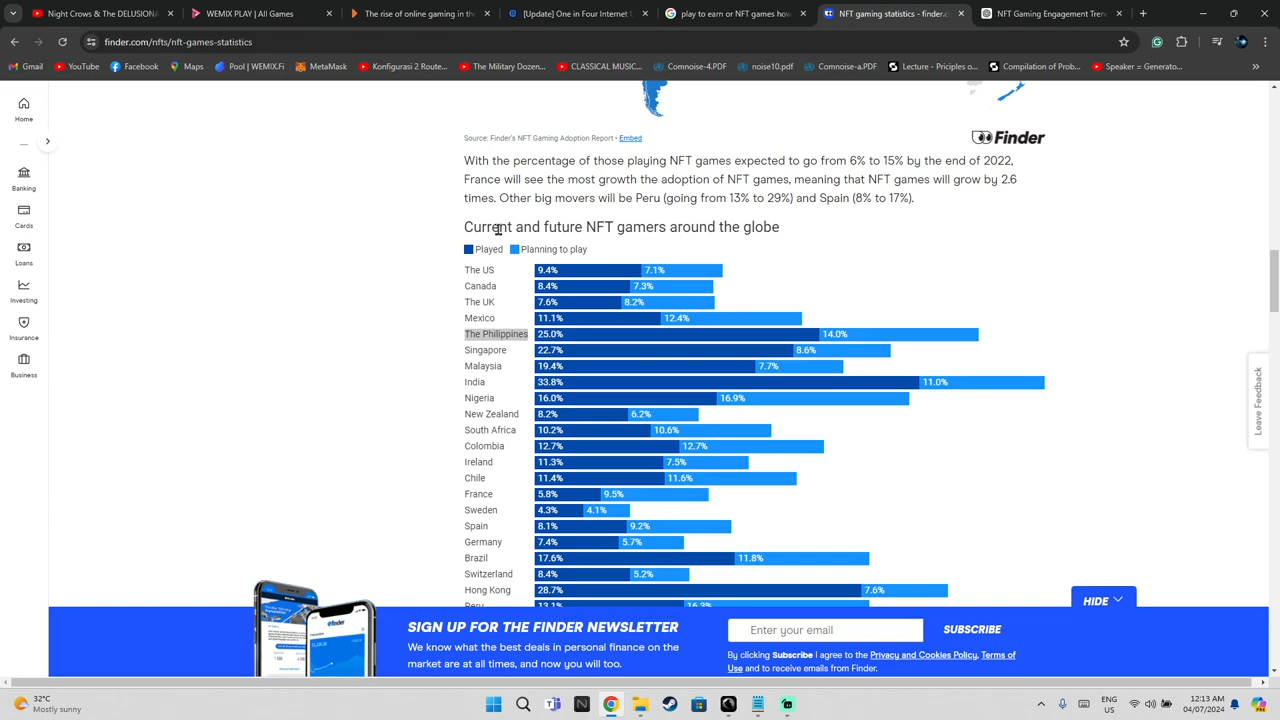 Night Crows & The DELUSIONA
WEMIX PLAY | All Games
The rise of online gaming in the
[Update] One in Four Internet U
play to earn or NFT games how
NFT gaming statistics - finder.co
NFT Gaming Engagement Tren
finder.com/nfts/nft-games-statistics
Gmail
YouTube
Facebook
Maps
Pool | WEMIX.Fi
MetaMask
Konfigurasi 2 Route...
The Military Dozen...
CLASSICAL MUSIC...
Comnoise-4.PDF
noise10.pdf
Comnoise-a.PDF
Lecture - Priciples o...
Compilation of Prob...
Speaker = Generato...
Home
Banking
Cards
Loans
Investing
Insurance
Business
Source: Finder's NFT Gaming Adoption Report • Embed
Finder
With the percentage of those playing NFT games expected to go from 6% to 15% by the end of 2022,
France will see the most growth the adoption of NFT games, meaning that NFT games will grow by 2.6
times. Other big movers will be Peru (going from 13% to 29%) and Spain (8% to 17%).
Current and future NFT gamers around the globe
Played Planning to play
The US 9.4% 7.1%
Canada 8.4% 7.3%
The UK 7.6% 8.2%
Mexico 11.1% 12.4%
The Philippines 25.0% 14.0%
Singapore 22.7% 8.6%
Malaysia 19.4% 7.7%
India 33.8% 11.0%
Nigeria 16.0% 16.9%
New Zealand 8.2% 6.2%
South Africa 10.2% 10.6%
Colombia 12.7% 12.7%
Ireland 11.3% 7.5%
Chile 11.4% 11.6%
France 5.8% 9.5%
Sweden 4.3% 4.1%
Spain 8.1% 9.2%
Germany 7.4% 5.7%
Brazil 17.6% 11.8%
Switzerland 8.4% 5.2%
Hong Kong 28.7% 7.6%
Peru 13.1% 16.3%
Leave Feedback
HIDE
SIGN UP FOR THE FINDER NEWSLETTER
We know what the best deals in personal finance on the
market are at all times, and now you will too.
Enter your email
SUBSCRIBE
By clicking Subscribe I agree to the Privacy and Cookies Policy, Terms of
Use and to receive emails from Finder.
32°C
Mostly sunny
ENG
US
12:13 AM
04/07/2024